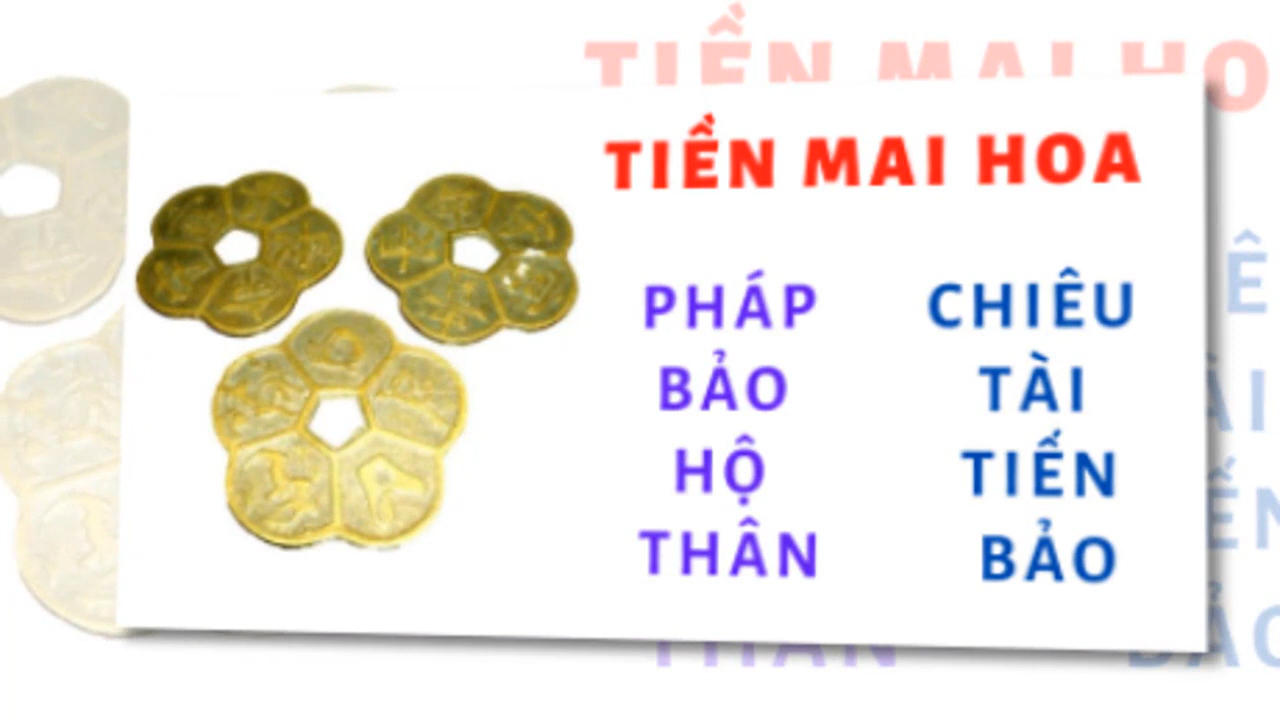 TIỀN MAI HOA
PHÁP
BẢO
HỘ
THÂN
CHIÊU
TÀI
TIẾN
BẢO